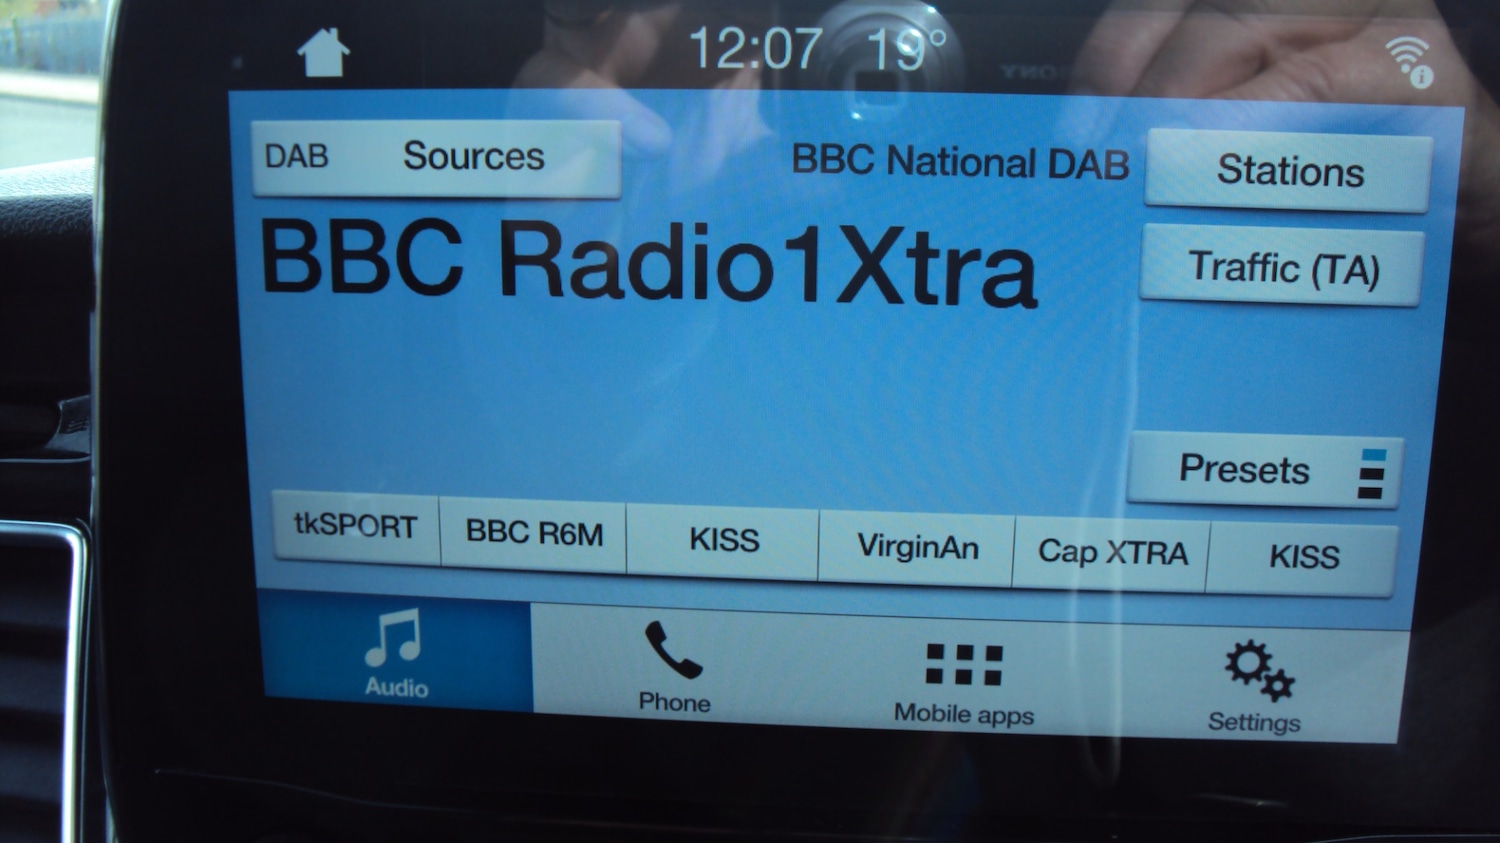 12:07 19°
DAB Sources
BBC National DAB
Stations
BBC Radio1Xtra
Traffic (TA)
Presets
tkSPORT
BBC R6M
KISS
VirginAn
Cap XTRA
KISS
Audio
Phone
Mobile apps
Settings